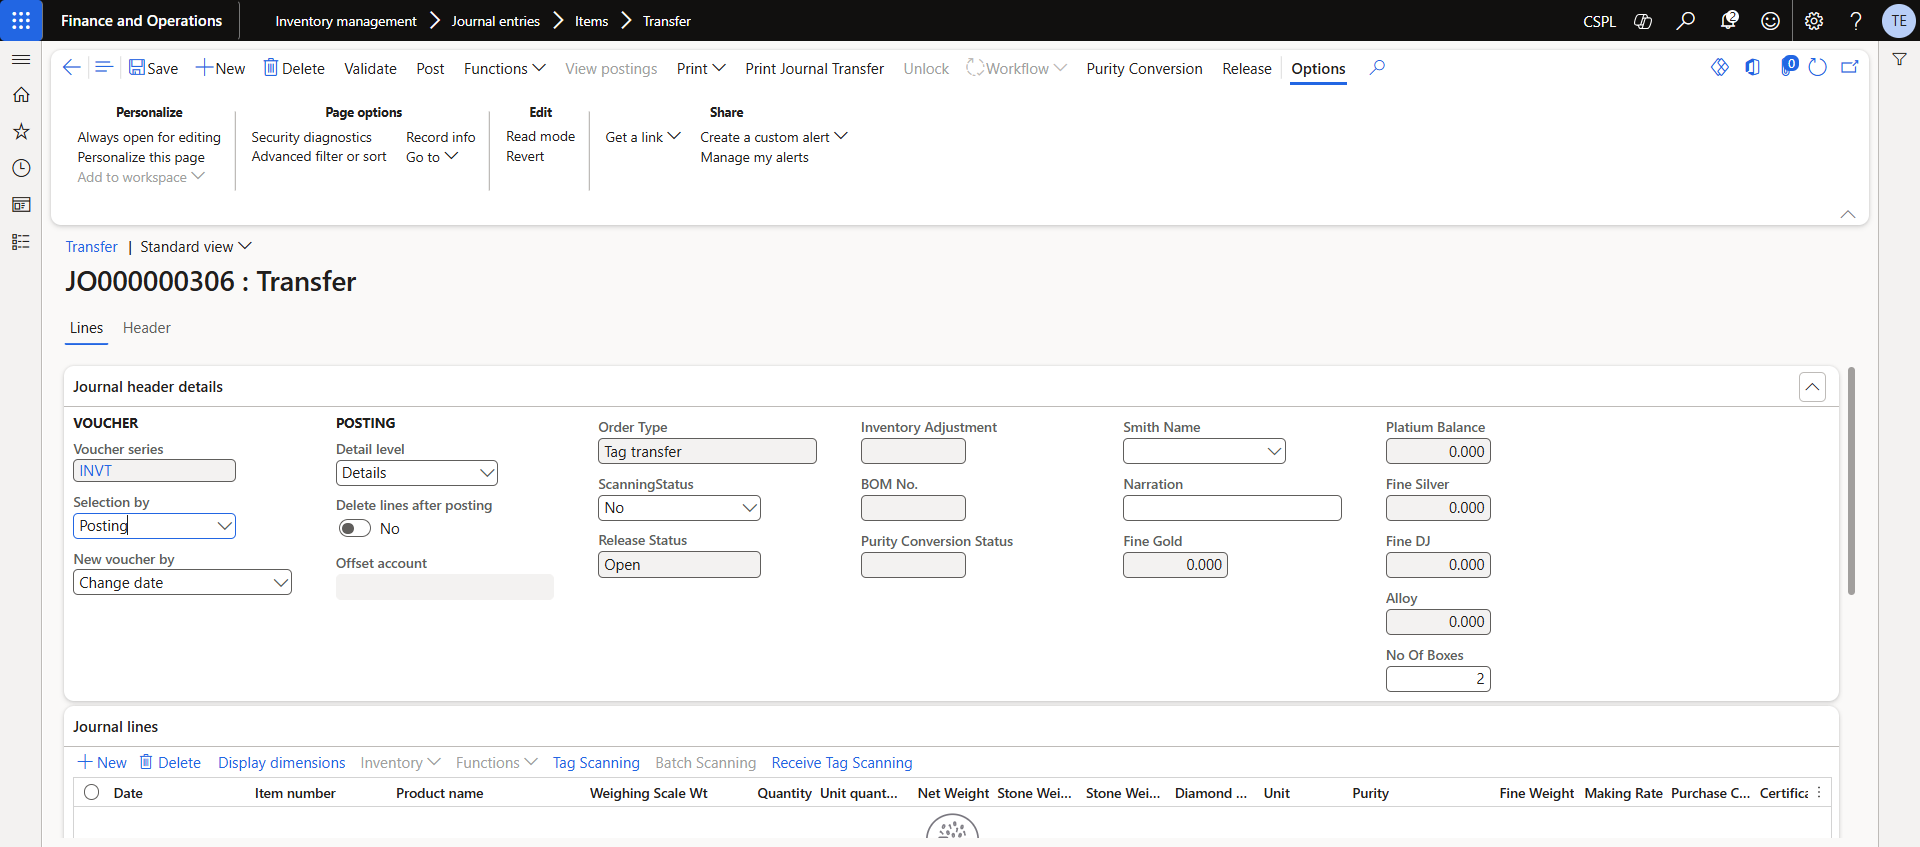 Finance and Operations
Inventory management Journal entries Items Transfer
CSPL
2
TE
Save New Delete Validate Post Functions View postings Print Print Journal Transfer Unlock Workflow Purity Conversion Release Options
0
Personalize
Always open for editing
Personalize this page
Add to workspace
Page options
Security diagnostics
Advanced filter or sort
Record info
Go to
Edit
Read mode
Revert
Share
Get a link
Create a custom alert
Manage my alerts
Transfer | Standard view
JO000000306 : Transfer
Lines Header
Journal header details
VOUCHER
Voucher series
INVT
Selection by
Posting
New voucher by
Change date
POSTING
Detail level
Details
Delete lines after posting
No
Offset account
Order Type
Tag transfer
ScanningStatus
No
Release Status
Open
Inventory Adjustment
BOM No.
Purity Conversion Status
Smith Name
Narration
Fine Gold
0.000
Platium Balance
0.000
Fine Silver
0.000
Fine DJ
0.000
Alloy
0.000
No Of Boxes
2
Journal lines
New Delete Display dimensions Inventory Functions Tag Scanning Batch Scanning Receive Tag Scanning
Date Item number Product name Weighing Scale Wt Quantity Unit quant... Net Weight Stone Wei... Stone Wei... Diamond ... Unit Purity Fine Weight Making Rate Purchase C... Certifica